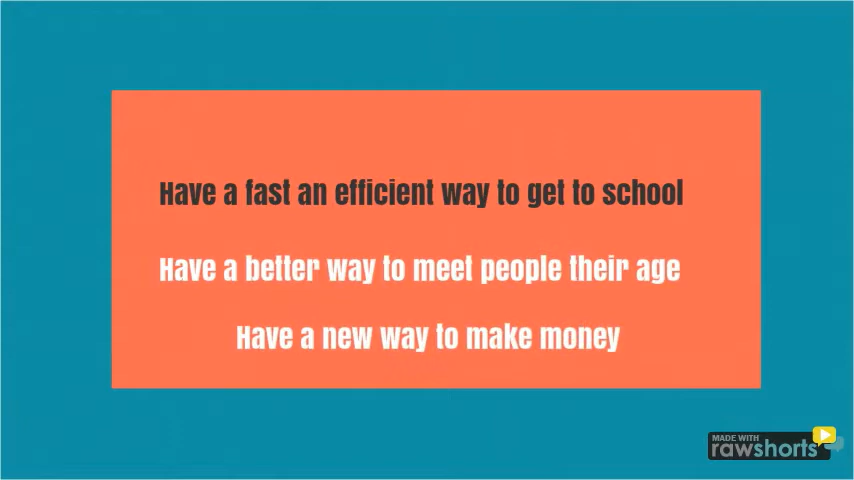 Have a fast an efficient way to get to school
Have a better way to meet people their age
Have a new way to make money
MADE WITH
rawshorts